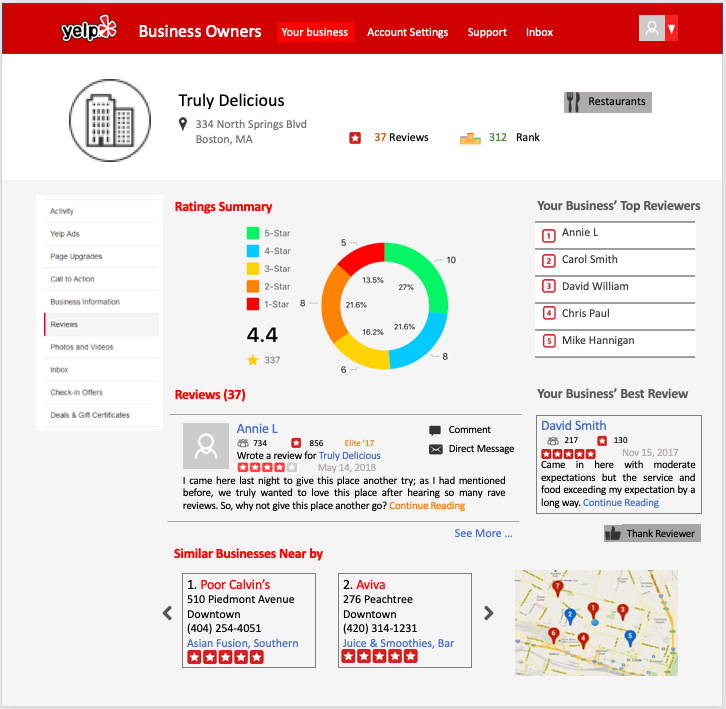 yelp Business Owners Your business Account Settings Support Inbox
Truly Delicious
Restaurants
334 North Springs Blvd
Boston, MA
37 Reviews 312 Rank
Activity
Yelp Ads
Page Upgrades
Call to Action
Business Information
Reviews
Photos and Videos
Inbox
Check-in Offers
Deals & Gift Certificates
Ratings Summary
5-Star
4-Star
3-Star
2-Star
1-Star
4.4
337
5
10
8
8
6
13.5%
27%
21.6%
21.6%
16.2%
Your Business’ Top Reviewers
1 Annie L
2 Carol Smith
3 David William
4 Chris Paul
5 Mike Hannigan
Reviews (37)
Annie L
734 856 Elite ’17
Wrote a review for Truly Delicious
May 14, 2018
Comment
Direct Message
I came here last night to give this place another try; as I had mentioned
before, we truly wanted to love this place after hearing so many rave
reviews. So, why not give this place another go? Continue Reading
See More ...
Your Business’ Best Review
David Smith
217 130
Nov 15, 2017
Came in here with moderate
expectations but the service and
food exceeding my expectation by a
long way. Continue Reading
Thank Reviewer
Similar Businesses Near by
1. Poor Calvin’s
510 Piedmont Avenue
Downtown
(404) 254-4051
Asian Fusion, Southern
2. Aviva
276 Peachtree
Downtown
(420) 314-1231
Juice & Smoothies, Bar
7
2
1
3
6
4
5